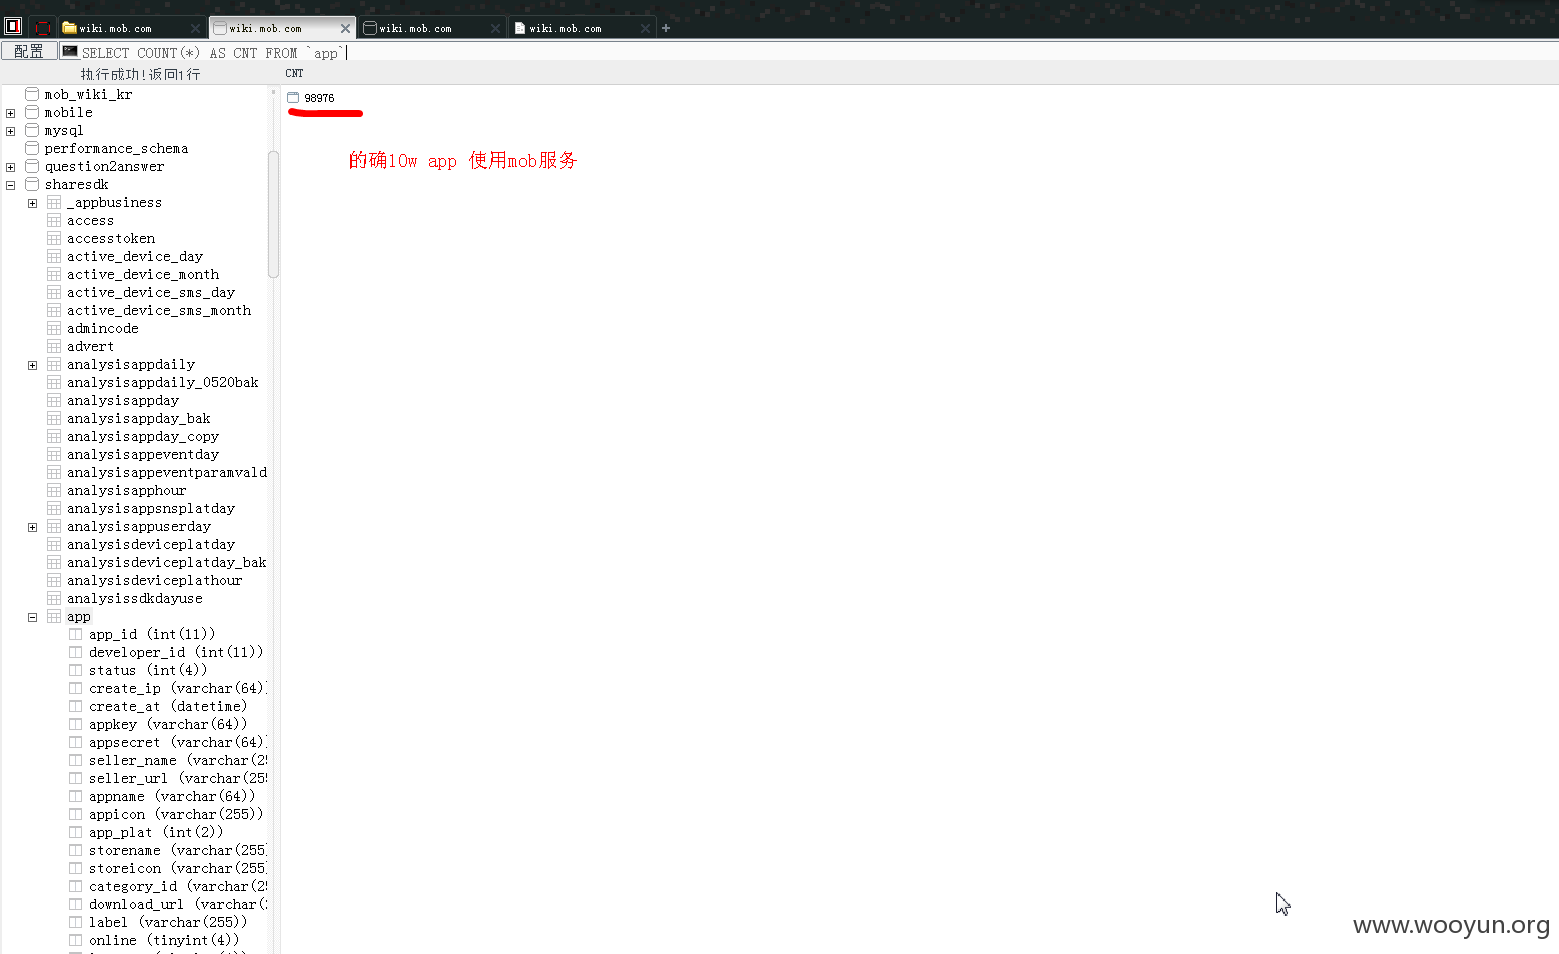 wiki.mob.com
wiki.mob.com
wiki.mob.com
wiki.mob.com
配置
SELECT COUNT(*) AS CNT FROM `app`
执行成功!返回1行
CNT
98976
的确10w app 使用mob服务
mob_wiki_kr
mobile
mysql
performance_schema
question2answer
sharesdk
_appbusiness
access
accesstoken
active_device_day
active_device_month
active_device_sms_day
active_device_sms_month
admincode
advert
analysisappdaily
analysisappdaily_0520bak
analysisappday
analysisappday_bak
analysisappday_copy
analysisappeventday
analysisappeventparamvald
analysisapphour
analysisappsnsplatday
analysisappuserday
analysisdeviceplatday
analysisdeviceplatday_bak
analysisdeviceplathour
analysissdkdayuse
app
app_id (int(11))
developer_id (int(11))
status (int(4))
create_ip (varchar(64)
create_at (datetime)
appkey (varchar(64))
appsecret (varchar(64)
seller_name (varchar(25
seller_url (varchar(255
appname (varchar(64))
appicon (varchar(255))
app_plat (int(2))
storename (varchar(255
storeicon (varchar(255
category_id (varchar(25
download_url (varchar(2
label (varchar(255))
online (tinyint(4))
www.wooyun.org